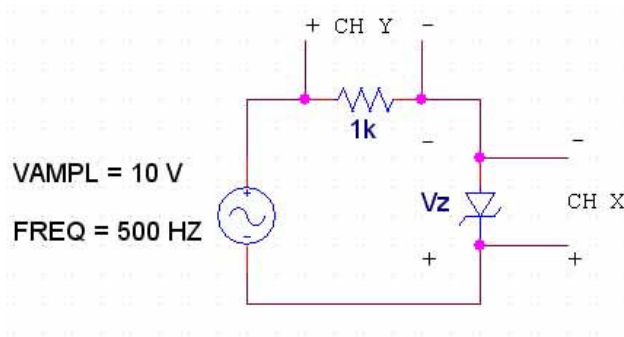 + CH Y -
1k
VAMPL = 10 V
FREQ = 500 HZ
+
-
-
Vz
+
-
CH X
+